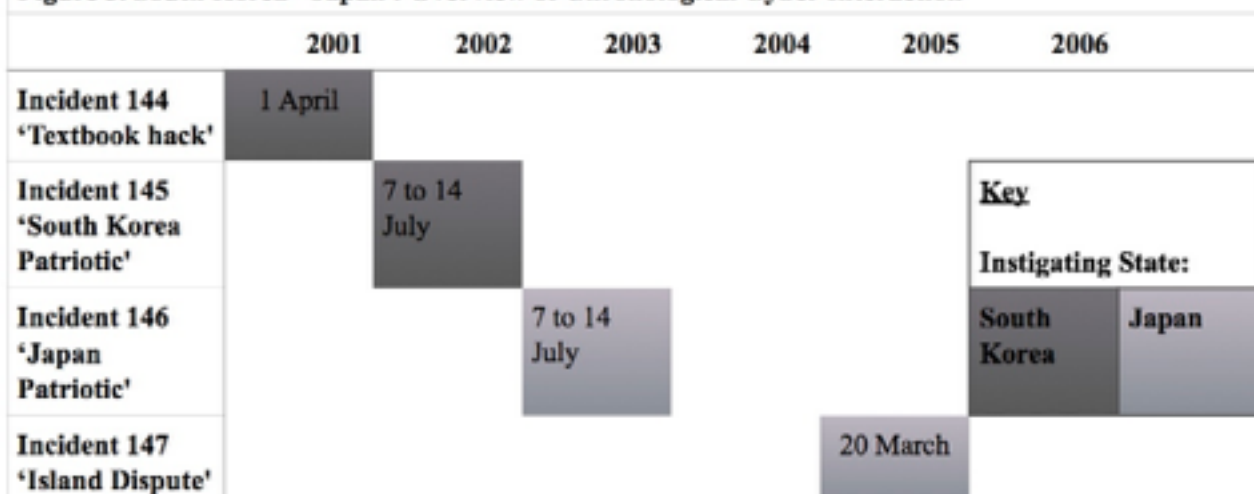 2001 2002 2003 2004 2005 2006
Incident 144
‘Textbook hack'
1 April
Incident 145
‘South Korea
Patriotic'
7 to 14
July
Key
Instigating State:
Incident 146
‘Japan
Patriotic'
7 to 14
July
South
Korea
Japan
Incident 147
‘Island Dispute'
20 March